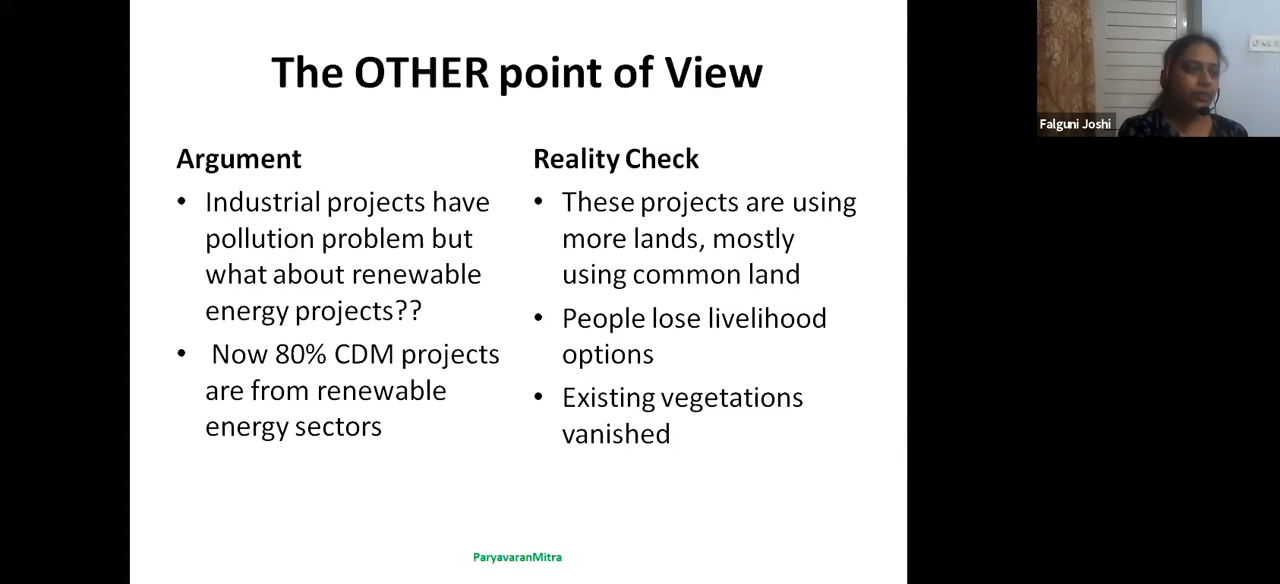 The OTHER point of View
Argument
• Industrial projects have
pollution problem but
what about renewable
energy projects??
• Now 80% CDM projects
are from renewable
energy sectors
Reality Check
• These projects are using
more lands, mostly
using common land
• People lose livelihood
options
• Existing vegetations
vanished
ParyavaranMitra
Falguni Joshi